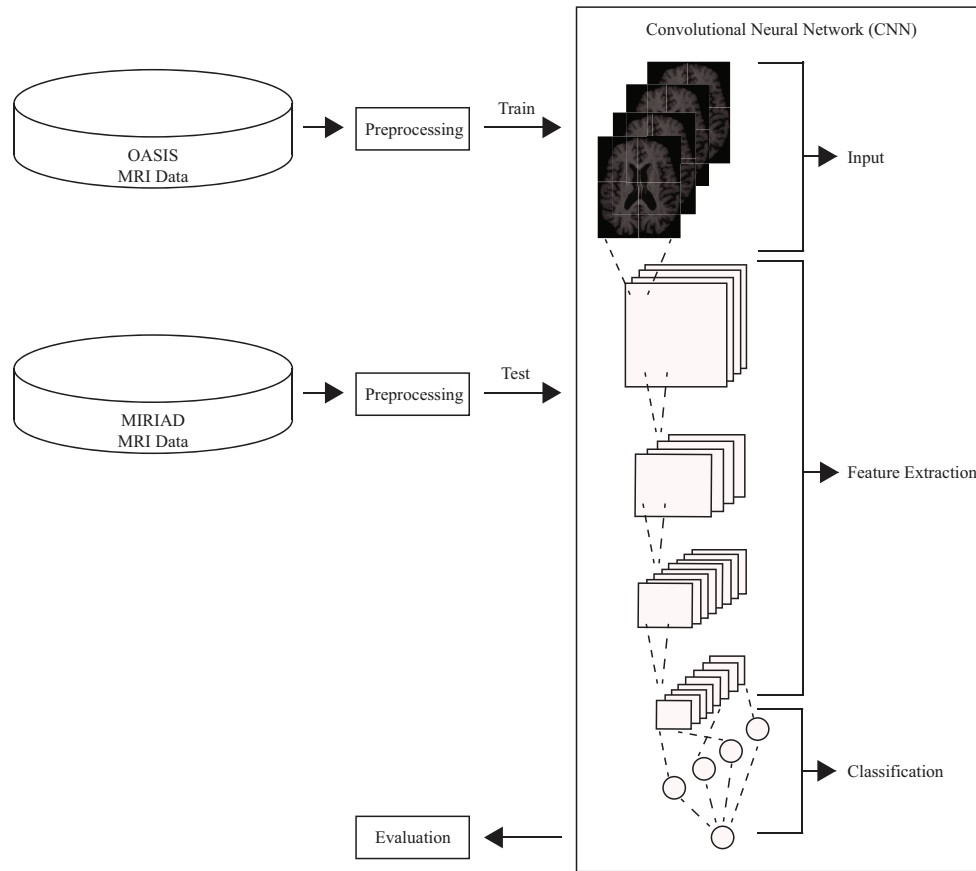 Convolutional Neural Network (CNN)
OASIS
MRI Data
Preprocessing
Train
Input
MIRIAD
MRI Data
Preprocessing
Test
Feature Extraction
Classification
Evaluation